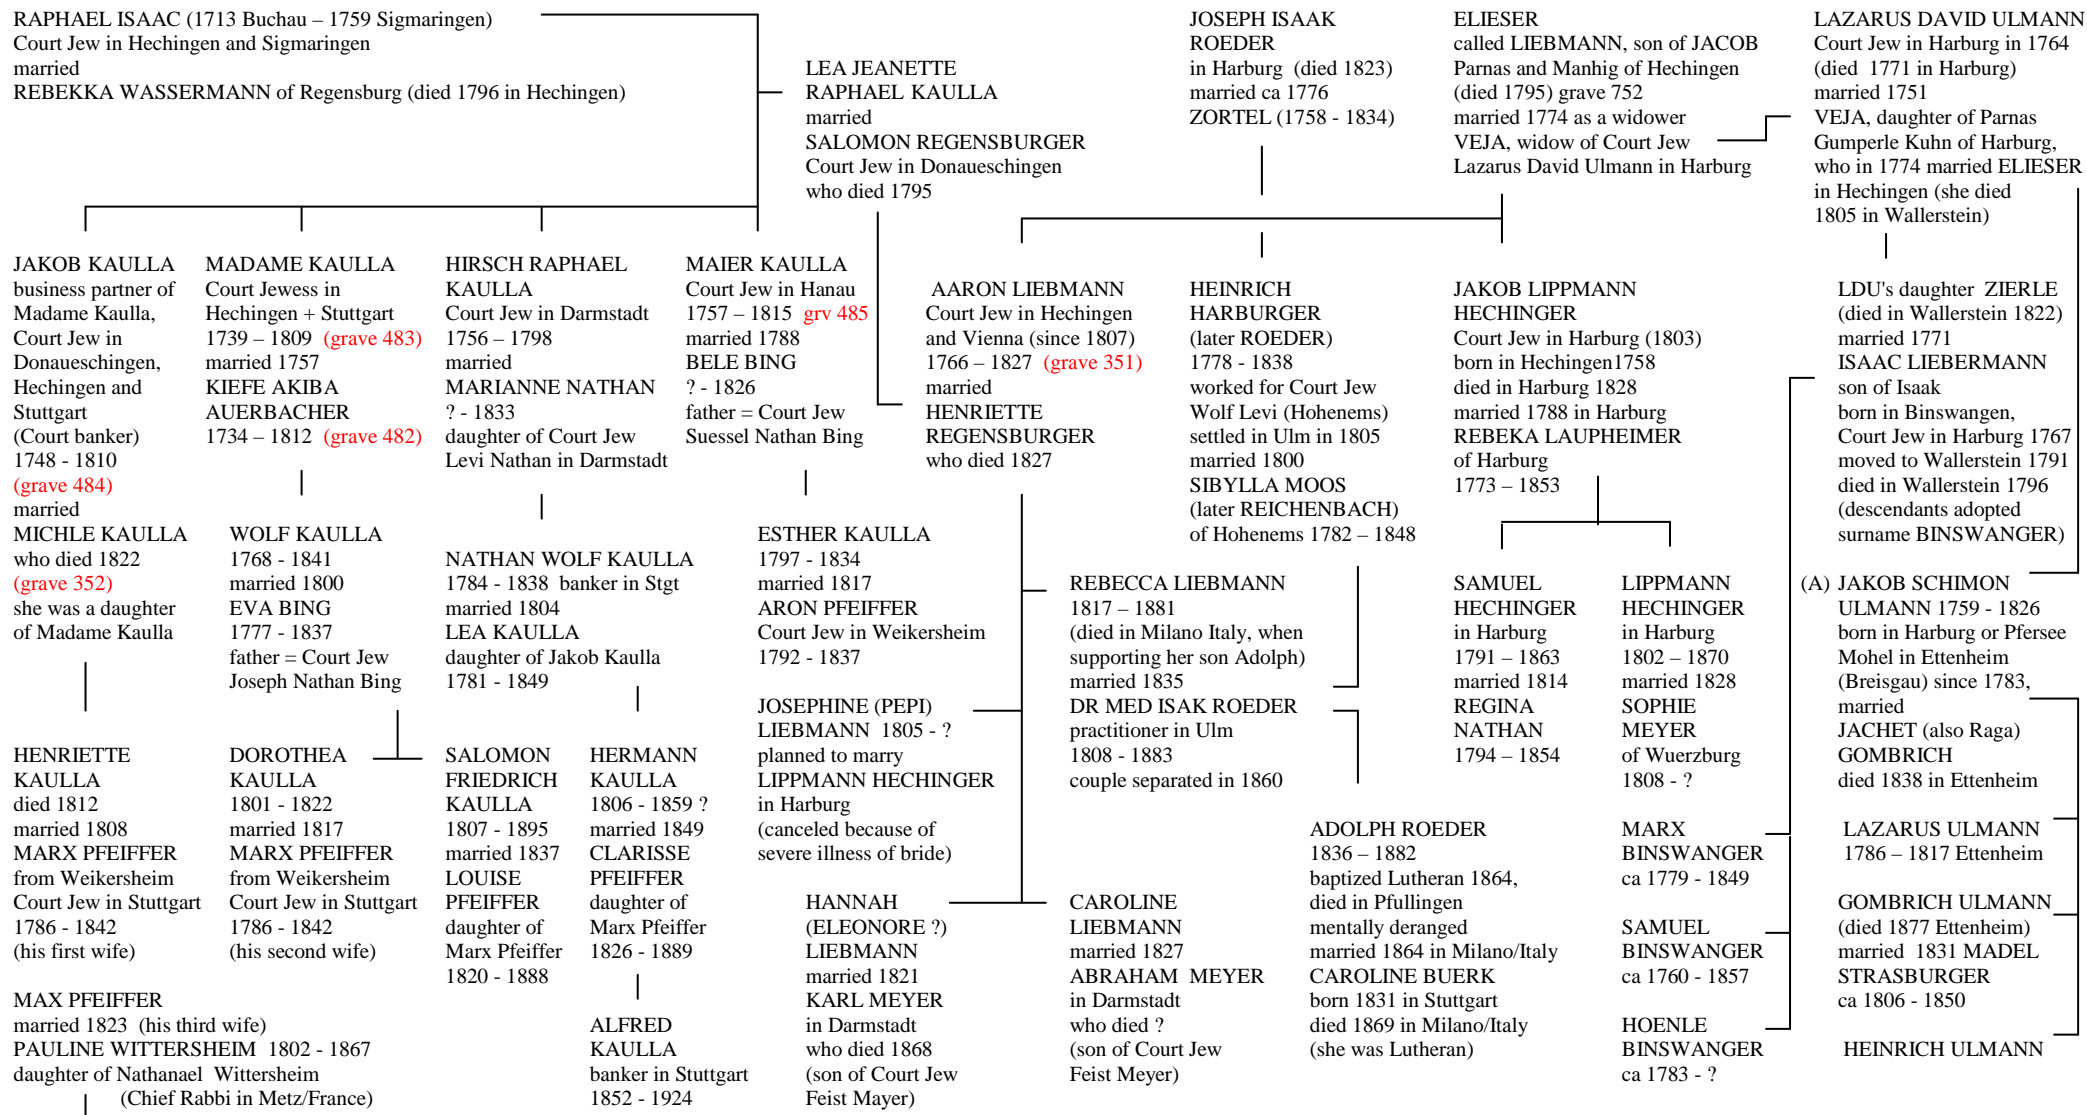 RAPHAEL ISAAC (1713 Buchau – 1759 Sigmaringen)
Court Jew in Hechingen and Sigmaringen
married
REBEKKA WASSERMANN of Regensburg (died 1796 in Hechingen)
LEA JEANETTE
RAPHAEL KAULLA
married
SALOMON REGENSBURGER
Court Jew in Donaueschingen
who died 1795
JOSEPH ISAAK
ROEDER
in Harburg (died 1823)
married ca 1776
ZORTEL (1758 - 1834)
ELIESER
called LIEBMANN, son of JACOB
Parnas and Manhig of Hechingen
(died 1795) grave 752
married 1774 as a widower
VEJA, widow of Court Jew
Lazarus David Ulmann in Harburg
LAZARUS DAVID ULMANN
Court Jew in Harburg in 1764
(died 1771 in Harburg)
married 1751
VEJA, daughter of Parnas
Gumperle Kuhn of Harburg,
who in 1774 married ELIESER
in Hechingen (she died
1805 in Wallerstein)
JAKOB KAULLA
business partner of
Madame Kaulla,
Court Jew in
Donaueschingen,
Hechingen and
Stuttgart
(Court banker)
1748 - 1810
(grave 484)
married
MICHLE KAULLA
who died 1822
(grave 352)
she was a daughter
of Madame Kaulla
MADAME KAULLA
Court Jewess in
Hechingen + Stuttgart
1739 – 1809 (grave 483)
married 1757
KIEFE AKIBA
AUERBACHER
1734 – 1812 (grave 482)
HIRSCH RAPHAEL
KAULLA
Court Jew in Darmstadt
1756 – 1798
married
MARIANNE NATHAN
? - 1833
daughter of Court Jew
Levi Nathan in Darmstadt
MAIER KAULLA
Court Jew in Hanau
1757 – 1815 grv 485
married 1788
BELE BING
? - 1826
father = Court Jew
Suessel Nathan Bing
AARON LIEBMANN
Court Jew in Hechingen
and Vienna (since 1807)
1766 – 1827 (grave 351)
married
HENRIETTE
REGENSBURGER
who died 1827
HEINRICH
HARBURGER
(later ROEDER)
1778 - 1838
worked for Court Jew
Wolf Levi (Hohenems)
settled in Ulm in 1805
married 1800
SIBYLLA MOOS
(later REICHENBACH)
of Hohenems 1782 – 1848
JAKOB LIPPMANN
HECHINGER
Court Jew in Harburg (1803)
born in Hechingen1758
died in Harburg 1828
married 1788 in Harburg
REBEKA LAUPHEIMER
of Harburg
1773 – 1853
LDU's daughter ZIERLE
(died in Wallerstein 1822)
married 1771
ISAAC LIEBERMANN
son of Isaak
born in Binswangen,
Court Jew in Harburg 1767
moved to Wallerstein 1791
died in Wallerstein 1796
(descendants adopted
surname BINSWANGER)
WOLF KAULLA
1768 - 1841
married 1800
EVA BING
1777 - 1837
father = Court Jew
Joseph Nathan Bing
NATHAN WOLF KAULLA
1784 - 1838 banker in Stgt
married 1804
LEA KAULLA
daughter of Jakob Kaulla
1781 - 1849
ESTHER KAULLA
1797 - 1834
married 1817
ARON PFEIFFER
Court Jew in Weikersheim
1792 - 1837
REBECCA LIEBMANN
1817 – 1881
(died in Milano Italy, when
supporting her son Adolph)
married 1835
DR MED ISAK ROEDER
practitioner in Ulm
1808 - 1883
couple separated in 1860
SAMUEL
HECHINGER
in Harburg
1791 – 1863
married 1814
REGINA
NATHAN
1794 – 1854
LIPPMANN
HECHINGER
in Harburg
1802 – 1870
married 1828
SOPHIE
MEYER
of Wuerzburg
1808 - ?
(A) JAKOB SCHIMON
ULMANN 1759 - 1826
born in Harburg or Pfersee
Mohel in Ettenheim
(Breisgau) since 1783,
married
JACHET (also Raga)
GOMBRICH
died 1838 in Ettenheim
JOSEPHINE (PEPI)
LIEBMANN 1805 - ?
planned to marry
LIPPMANN HECHINGER
in Harburg
(canceled because of
severe illness of bride)
HENRIETTE
KAULLA
died 1812
married 1808
MARX PFEIFFER
from Weikersheim
Court Jew in Stuttgart
1786 - 1842
(his first wife)
DOROTHEA
KAULLA
1801 - 1822
married 1817
MARX PFEIFFER
from Weikersheim
Court Jew in Stuttgart
1786 - 1842
(his second wife)
SALOMON
FRIEDRICH
KAULLA
1807 - 1895
married 1837
LOUISE
PFEIFFER
daughter of
Marx Pfeiffer
1820 - 1888
HERMANN
KAULLA
1806 - 1859 ?
married 1849
CLARISSE
PFEIFFER
daughter of
Marx Pfeiffer
1826 - 1889
HANNAH
(ELEONORE ?)
LIEBMANN
married 1821
KARL MEYER
in Darmstadt
who died 1868
(son of Court Jew
Feist Mayer)
CAROLINE
LIEBMANN
married 1827
ABRAHAM MEYER
in Darmstadt
who died ?
(son of Court Jew
Feist Meyer)
ADOLPH ROEDER
1836 – 1882
baptized Lutheran 1864,
died in Pfullingen
mentally deranged
married 1864 in Milano/Italy
CAROLINE BUERK
born 1831 in Stuttgart
died 1869 in Milano/Italy
(she was Lutheran)
MARX
BINSWANGER
ca 1779 - 1849
SAMUEL
BINSWANGER
ca 1760 - 1857
HOENLE
BINSWANGER
ca 1783 - ?
LAZARUS ULMANN
1786 – 1817 Ettenheim
GOMBRICH ULMANN
(died 1877 Ettenheim)
married 1831 MADEL
STRASBURGER
ca 1806 - 1850
HEINRICH ULMANN
MAX PFEIFFER
married 1823 (his third wife)
PAULINE WITTERSHEIM 1802 - 1867
daughter of Nathanael Wittersheim
(Chief Rabbi in Metz/France)
ALFRED
KAULLA
banker in Stuttgart
1852 - 1924